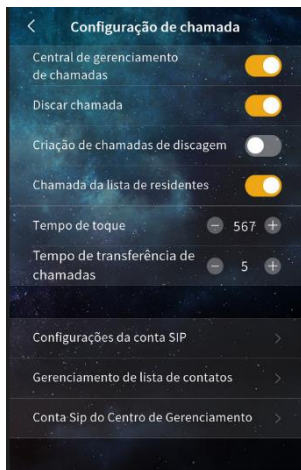 Configuração de chamada
Central de gerenciamento
de chamadas
Discar chamada
Criação de chamadas de discagem
Chamada da lista de residentes
Tempo de toque 567
Tempo de transferência de
chamadas 5
Configurações da conta SIP
Gerenciamento de lista de contatos
Conta Sip do Centro de Gerenciamento